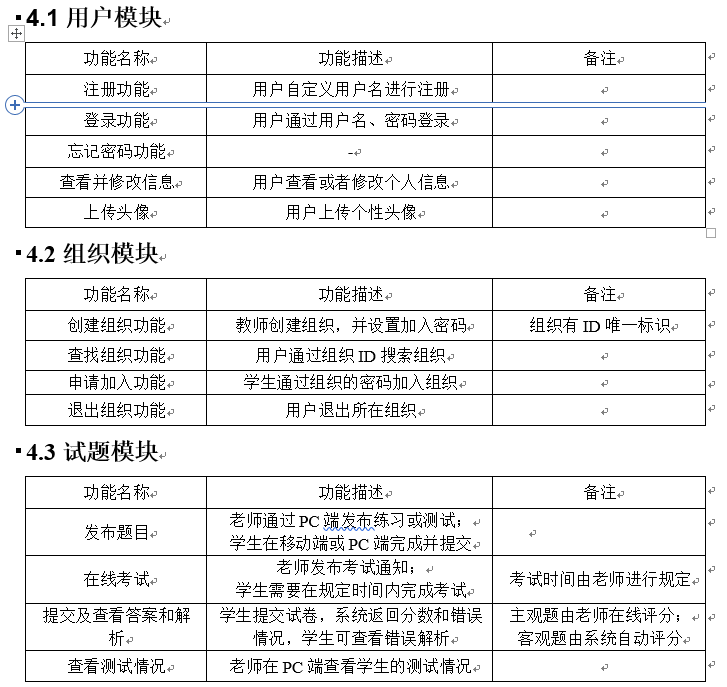 4.1 用户模块
功能名称 功能描述 备注
注册功能 用户自定义用户名进行注册
登录功能 用户通过用户名、密码登录
忘记密码功能 -
查看并修改信息 用户查看或者修改个人信息
上传头像 用户上传个性头像
4.2 组织模块
功能名称 功能描述 备注
创建组织功能 教师创建组织，并设置加入密码 组织有 ID 唯一标识
查找组织功能 用户通过组织 ID 搜索组织
申请加入功能 学生通过组织的密码加入组织
退出组织功能 用户退出所在组织
4.3 试题模块
功能名称 功能描述 备注
发布题目
老师通过 PC 端发布练习或测试；
学生在移动端或 PC 端完成并提交
在线考试
老师发布考试通知；
学生需要在规定时间内完成考试
考试时间由老师进行规定
提交及查看答案和解
析
学生提交试卷，系统返回分数和错误
情况，学生可查看错误解析
主观题由老师在线评分；
客观题由系统自动评分
查看测试情况 老师在 PC 端查看学生的测试情况